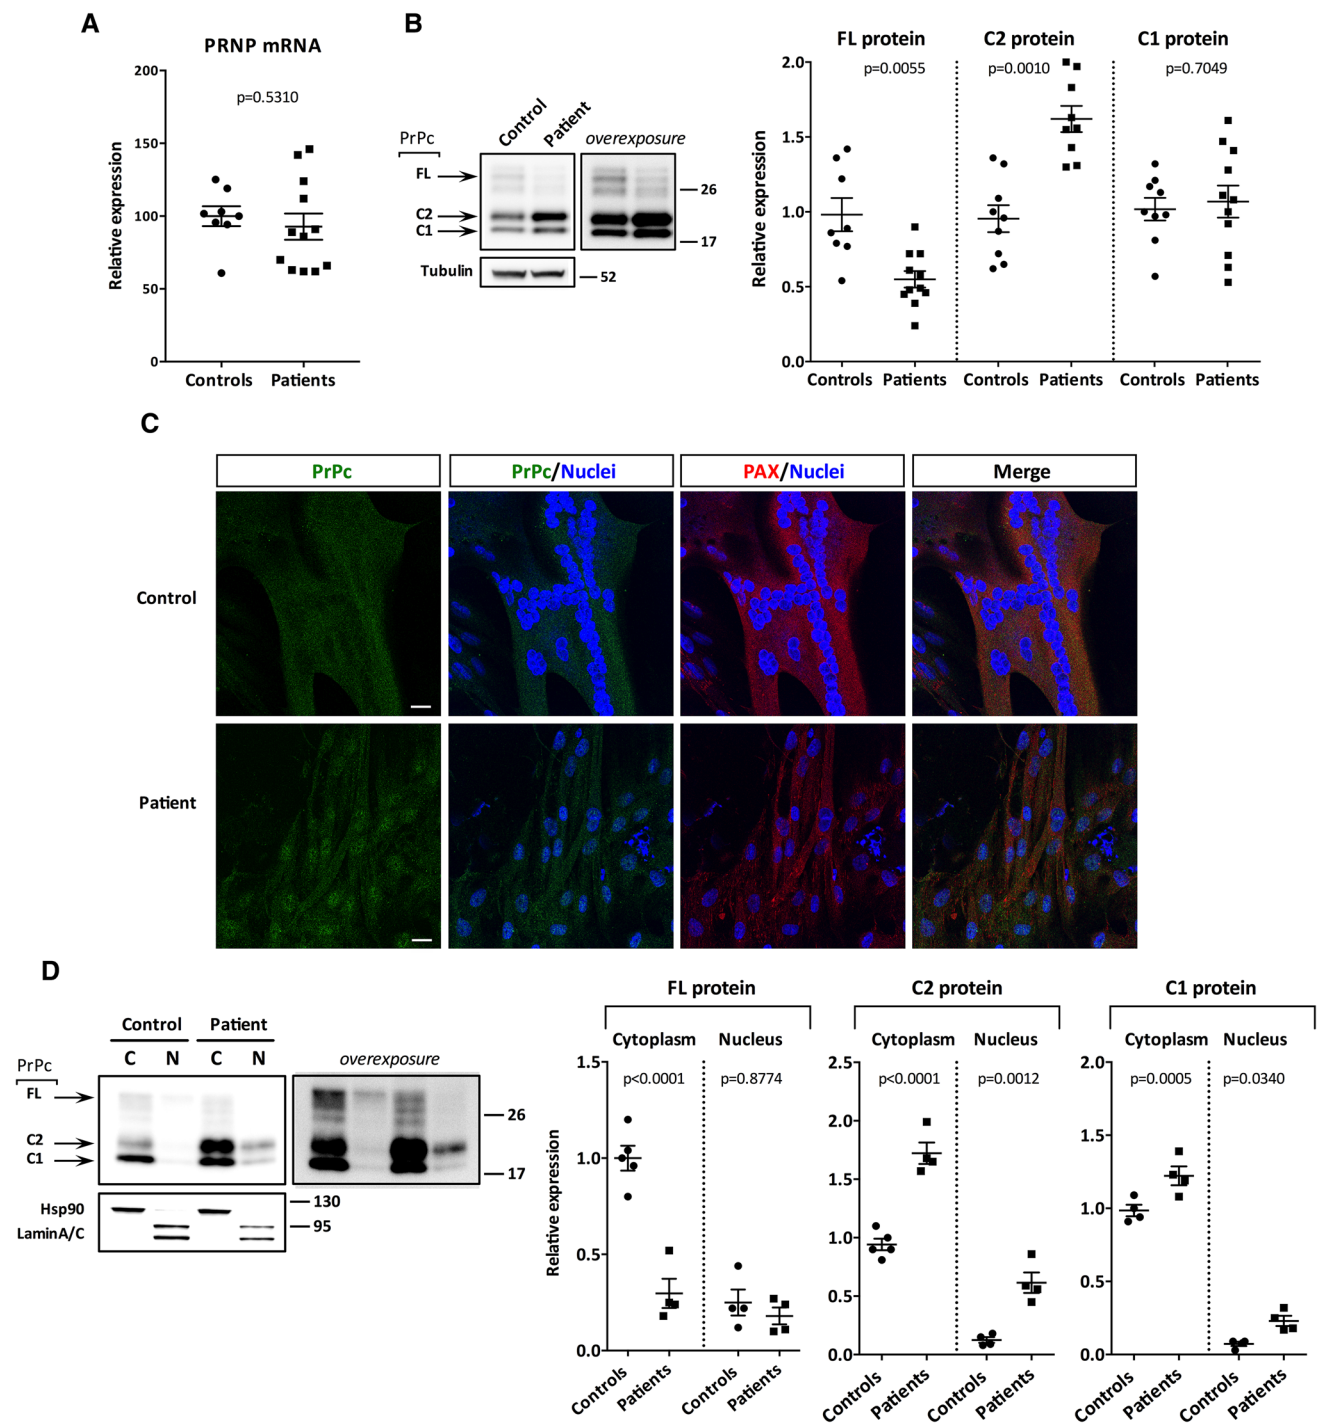 A
PRNP mRNA
p=0.5310
Relative expression
200
150
100
50
0
Controls Patients
B
PrPc
Control
Patient
overexposure
FL
C2
C1
26
17
Tubulin
52
FL protein C2 protein C1 protein
p=0.0055 p=0.0010 p=0.7049
Relative expression
2.0
1.5
1.0
0.5
0.0
Controls Patients Controls Patients Controls Patients
C
PrPc PrPc/Nuclei PAX/Nuclei Merge
Control
Patient
D
Control Patient
PrPc
C N C N
overexposure
FL
C2
C1
26
17
Hsp90
LaminA/C
130
95
FL protein
Cytoplasm Nucleus
p<0.0001 p=0.8774
Relative expression
1.5
1.0
0.5
0.0
Controls Patients Controls Patients
C2 protein
Cytoplasm Nucleus
p<0.0001 p=0.0012
2.5
2.0
1.5
1.0
0.5
0.0
Controls Patients Controls Patients
C1 protein
Cytoplasm Nucleus
p=0.0005 p=0.0340
2.0
1.5
1.0
0.5
0.0
Controls Patients Controls Patients